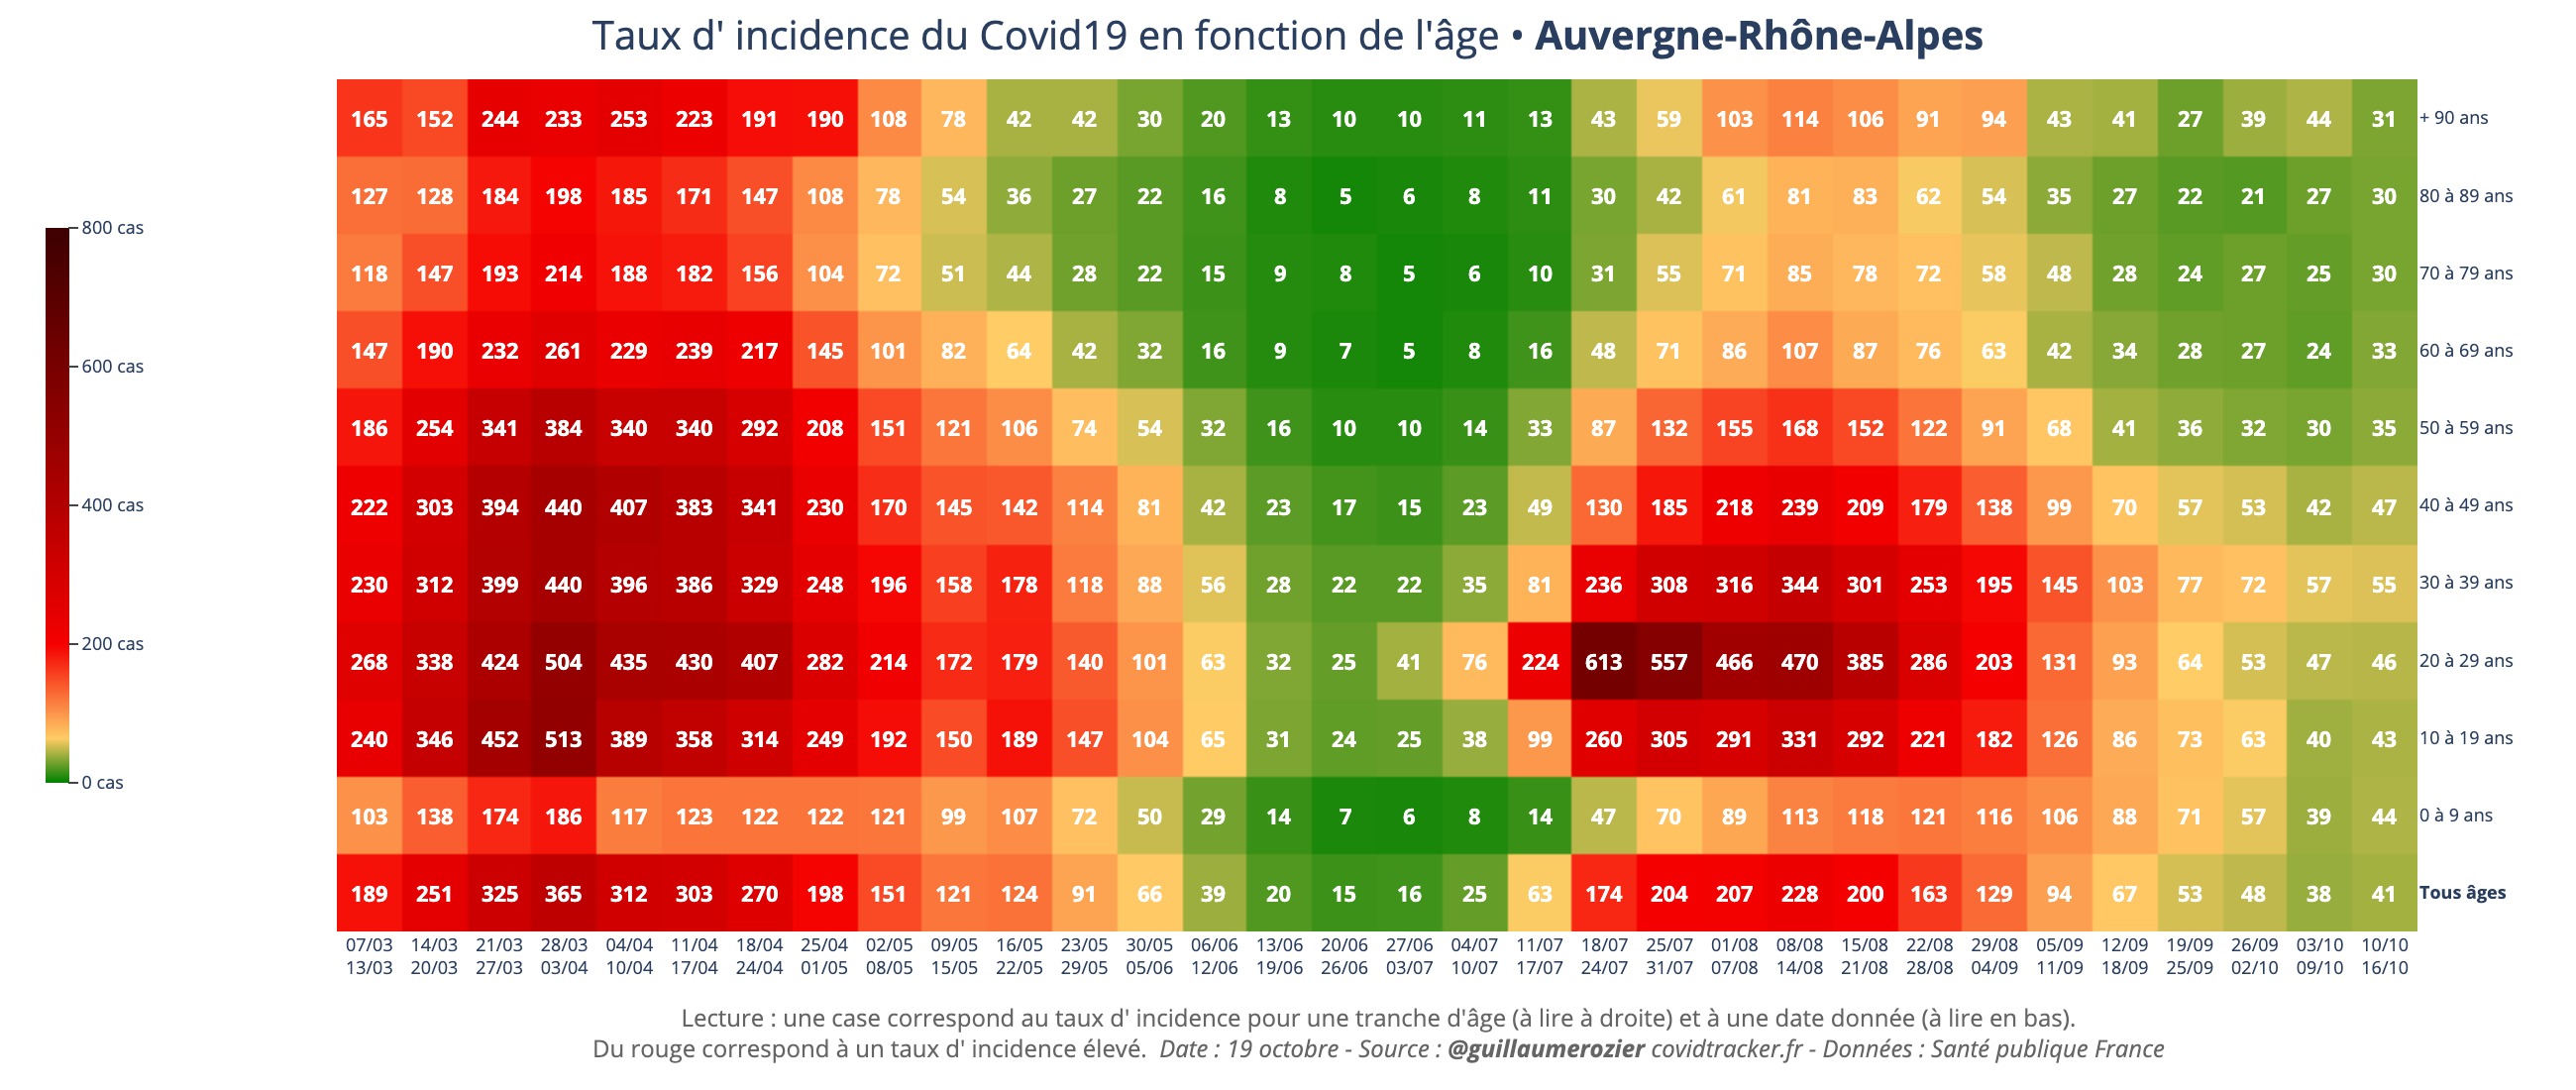 Taux d' incidence du Covid19 en fonction de l'âge • Auvergne-Rhône-Alpes
165 152 244 233 253 223 191 190 108 78 42 42 30 20 13 10 10 11 13 43 59 103 114 106 91 94 43 41 27 39 44 31 + 90 ans
127 128 184 198 185 171 147 108 78 54 36 27 22 16 8 5 6 8 11 30 42 61 81 83 62 54 35 27 22 21 27 30 80 à 89 ans
800 cas
118 147 193 214 188 182 156 104 72 51 44 28 22 15 9 8 5 6 10 31 55 71 85 78 72 58 48 28 24 27 25 30 70 à 79 ans
147 190 232 261 229 239 217 145 101 82 64 42 32 16 9 7 5 8 16 48 71 86 107 87 76 63 42 34 28 27 24 33 60 à 69 ans
600 cas
186 254 341 384 340 340 292 208 151 121 106 74 54 32 16 10 10 14 33 87 132 155 168 152 122 91 68 41 36 32 30 35 50 à 59 ans
400 cas
222 303 394 440 407 383 341 230 170 145 142 114 81 42 23 17 15 23 49 130 185 218 239 209 179 138 99 70 57 53 42 47 40 à 49 ans
230 312 399 440 396 386 329 248 196 158 178 118 88 56 28 22 22 35 81 236 308 316 344 301 253 195 145 103 77 72 57 55 30 à 39 ans
200 cas
268 338 424 504 435 430 407 282 214 172 179 140 101 63 32 25 41 76 224 613 557 466 470 385 286 203 131 93 64 53 47 46 20 à 29 ans
240 346 452 513 389 358 314 249 192 150 189 147 104 65 31 24 25 38 99 260 305 291 331 292 221 182 126 86 73 63 40 43 10 à 19 ans
0 cas
103 138 174 186 117 123 122 122 121 99 107 72 50 29 14 7 6 8 14 47 70 89 113 118 121 116 106 88 71 57 39 44 0 à 9 ans
189 251 325 365 312 303 270 198 151 121 124 91 66 39 20 15 16 25 63 174 204 207 228 200 163 129 94 67 53 48 38 41 Tous âges
07/03 14/03 21/03 28/03 04/04 11/04 18/04 25/04 02/05 09/05 16/05 23/05 30/05 06/06 13/06 20/06 27/06 04/07 11/07 18/07 25/07 01/08 08/08 15/08 22/08 29/08 05/09 12/09 19/09 26/09 03/10 10/10
13/03 20/03 27/03 03/04 10/04 17/04 24/04 01/05 08/05 15/05 22/05 29/05 05/06 12/06 19/06 26/06 03/07 10/07 17/07 24/07 31/07 07/08 14/08 21/08 28/08 04/09 11/09 18/09 25/09 02/10 09/10 16/10
Lecture : une case correspond au taux d' incidence pour une tranche d'âge (à lire à droite) et à une date donnée (à lire en bas).
Du rouge correspond à un taux d' incidence élevé. Date : 19 octobre - Source : @guillaumerozier covidtracker.fr - Données : Santé publique France